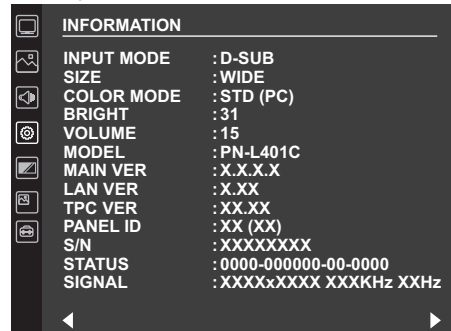 INFORMATION
INPUT MODE : D-SUB
SIZE : WIDE
COLOR MODE : STD (PC)
BRIGHT : 31
VOLUME : 15
MODEL : PN-L401C
MAIN VER : X.X.X.X
LAN VER : X.XX
TPC VER : XX.XX
PANEL ID : XX (XX)
S/N : XXXXXXXX
STATUS : 0000-000000-00-0000
SIGNAL : XXXXxXXXX XXXKHz XXHz